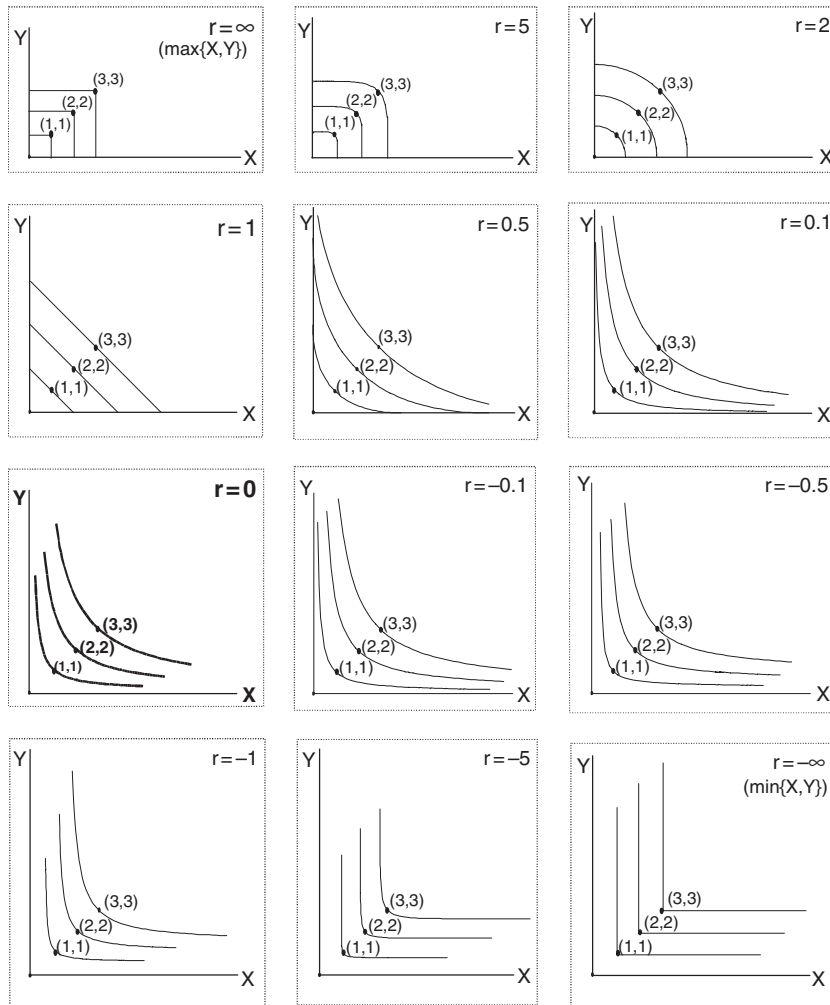 r=∞
(max{X,Y})
Y
(3,3)
(2,2)
(1,1)
X
r=5
Y
(3,3)
(2,2)
(1,1)
X
r=2
Y
(3,3)
(2,2)
(1,1)
X
r=1
Y
(3,3)
(2,2)
(1,1)
X
r=0.5
Y
(3,3)
(2,2)
(1,1)
X
r=0.1
Y
(3,3)
(2,2)
(1,1)
X
r=0
Y
(3,3)
(2,2)
(1,1)
X
r=−0.1
Y
(3,3)
(2,2)
(1,1)
X
r=−0.5
Y
(3,3)
(2,2)
(1,1)
X
r=−1
Y
(3,3)
(2,2)
(1,1)
X
r=−5
Y
(3,3)
(2,2)
(1,1)
X
r=−∞
(min{X,Y})
Y
(3,3)
(2,2)
(1,1)
X